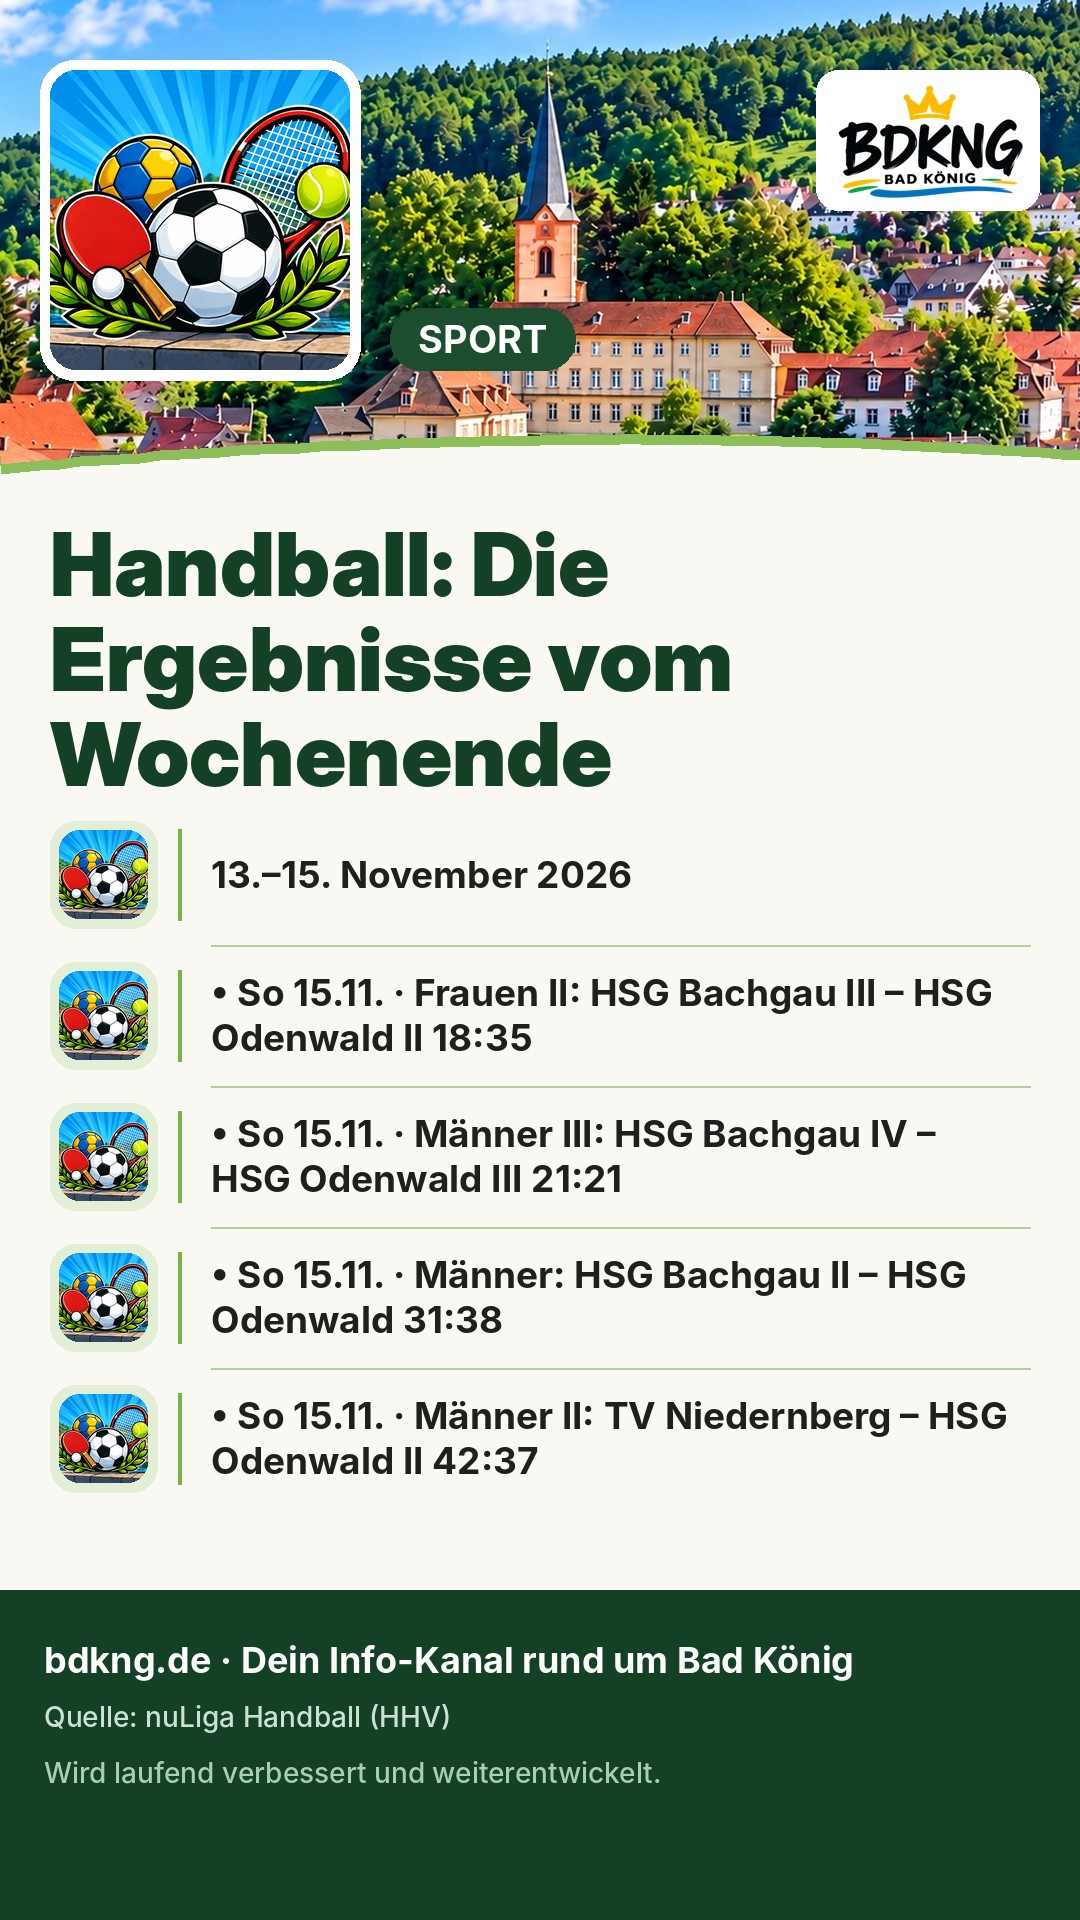 BDKNG
BAD KÖNIG
SPORT
Handball: Die
Ergebnisse vom
Wochenende
13.–15. November 2026
• So 15.11. · Frauen II: HSG Bachgau III – HSG
Odenwald II 18:35
• So 15.11. · Männer III: HSG Bachgau IV –
HSG Odenwald III 21:21
• So 15.11. · Männer: HSG Bachgau II – HSG
Odenwald 31:38
• So 15.11. · Männer II: TV Niedernberg – HSG
Odenwald II 42:37
bdkng.de · Dein Info-Kanal rund um Bad König
Quelle: nuLiga Handball (HHV)
Wird laufend verbessert und weiterentwickelt.